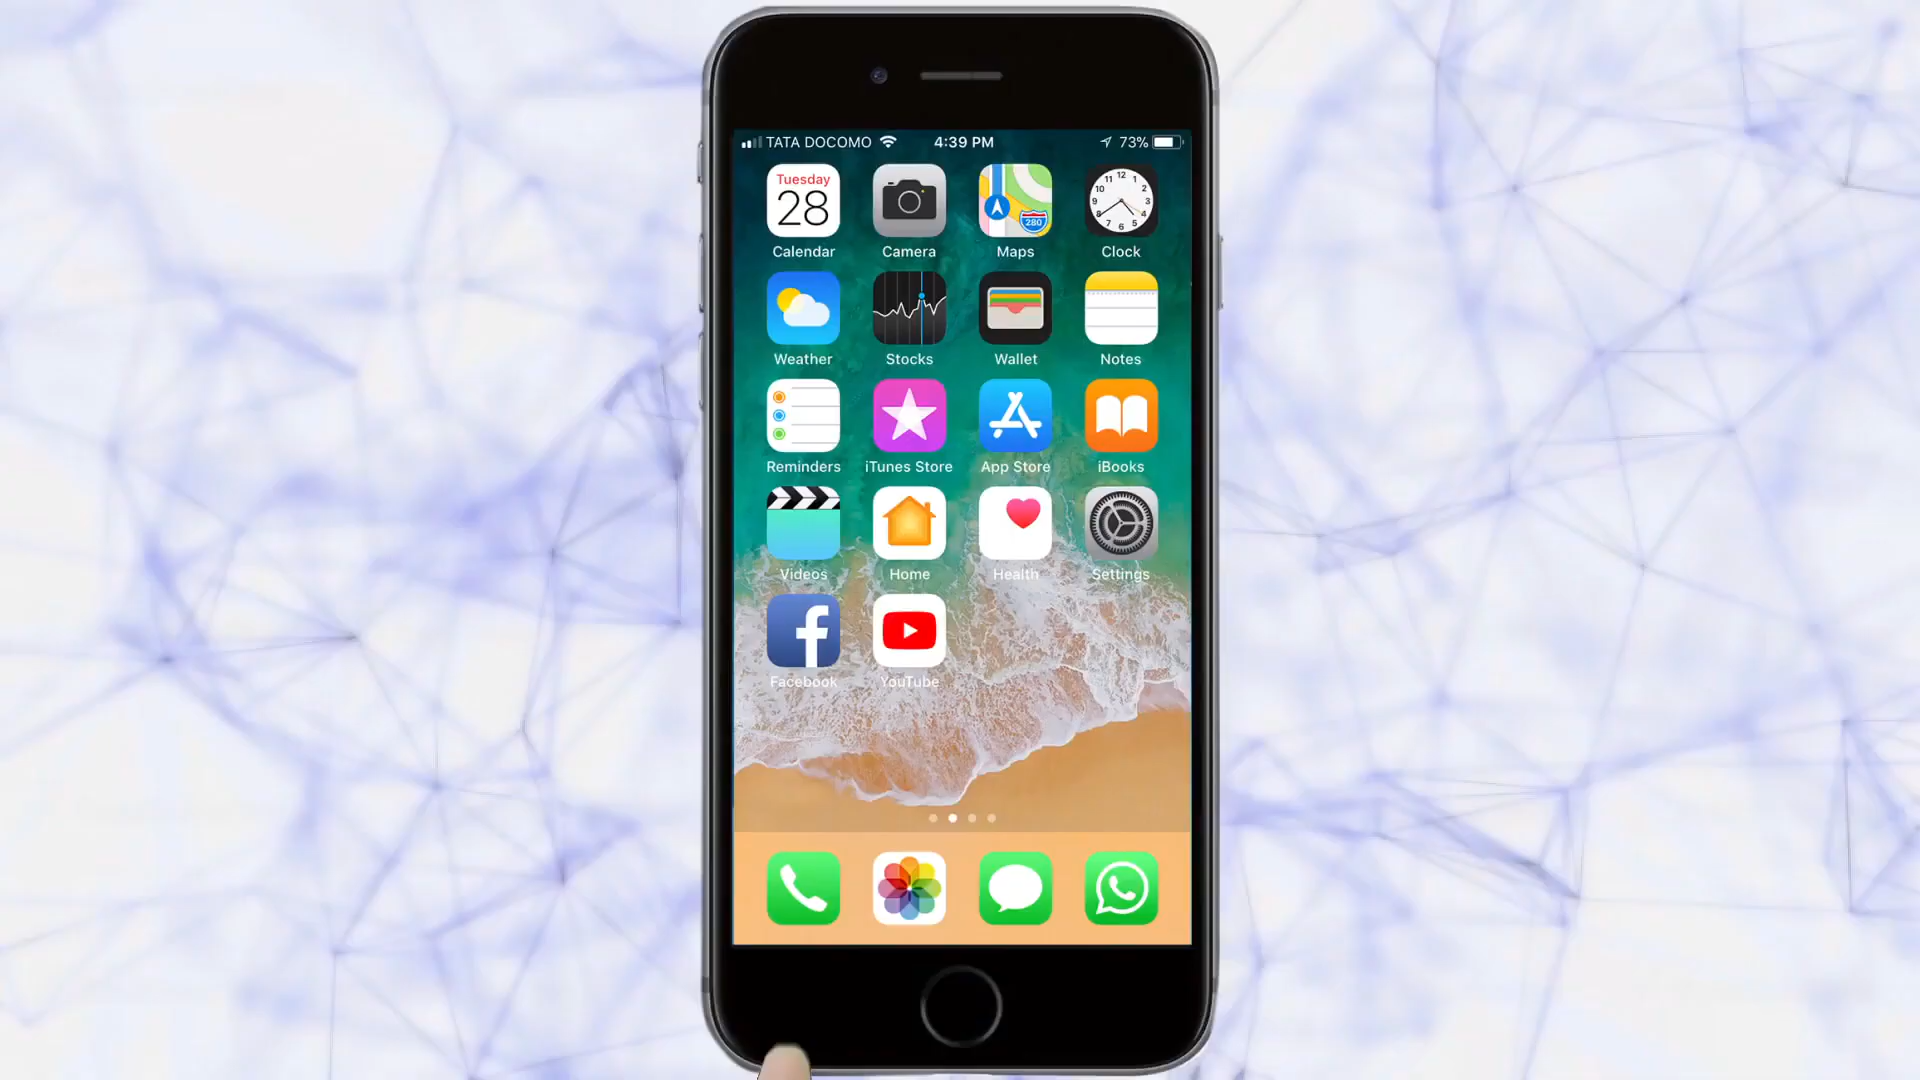 TATA DOCOMO 4:39 PM 73%
Tuesday
28
280
Calendar Camera Maps Clock
Weather Stocks Wallet Notes
Reminders iTunes Store App Store iBooks
Videos Home Health Settings
Facebook YouTube